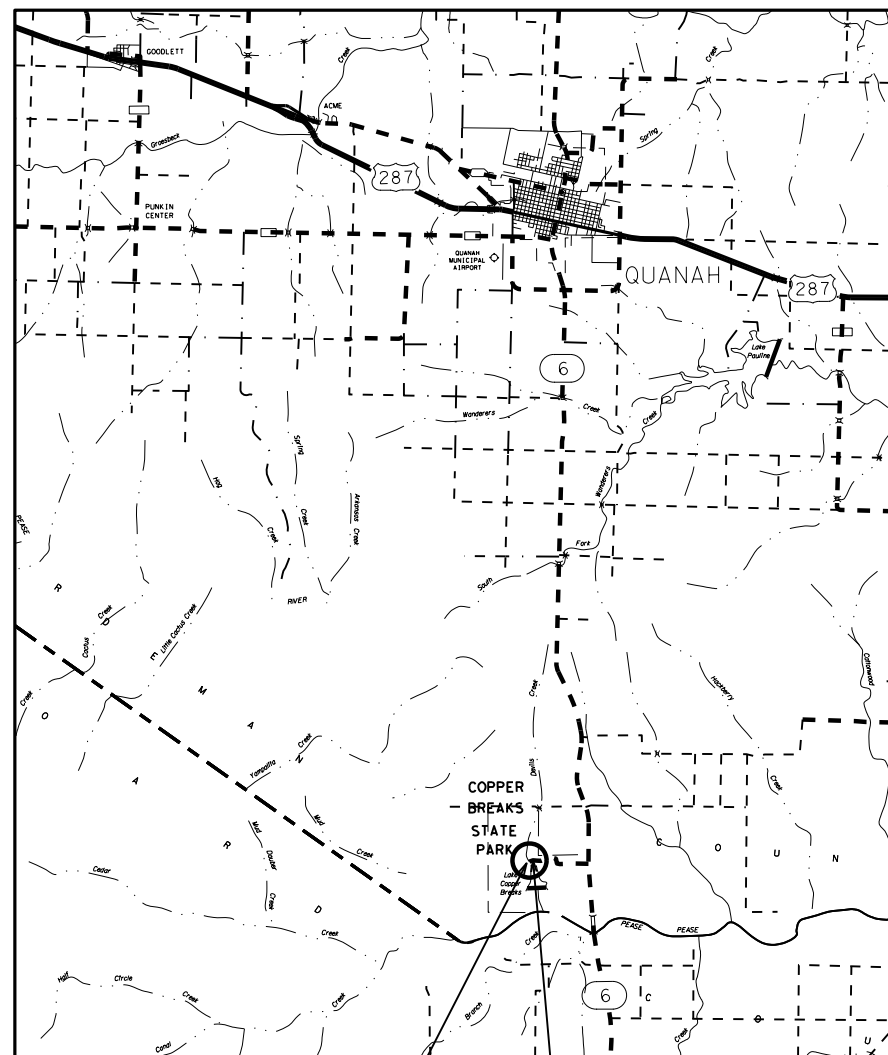 GOODLETT
Creek
ACME
Creek
Groesbeck
Spring
287
PUNKIN
CENTER
QUANAH
MUNICIPAL
AIRPORT
QUANAH
287
Lake
Pauline
6
Wanderers
Creek
Creek
Spring
Hog
Wanderers
Arkansas
Creek
Creek
Creek
PEASE
Fork
South
RIVER
R
Creek
D
Little Cactus Creek
Cactus
E
Cottonwood
Hackberry
Creek
M
Creek
O
A
Creek
N
Yamparika
Devils
A
Creek
COPPER
BREAKS
STATE
PARK
Mud
Mud
Dauber
Creek
R
C
O
U
N
Cedar
Lake
Copper
Breaks
Creek
D
Creek
PEASE
PEASE
Creek
Half
Circle
Creek
Creek
6
C
O
Branch
Creek
U
Canal